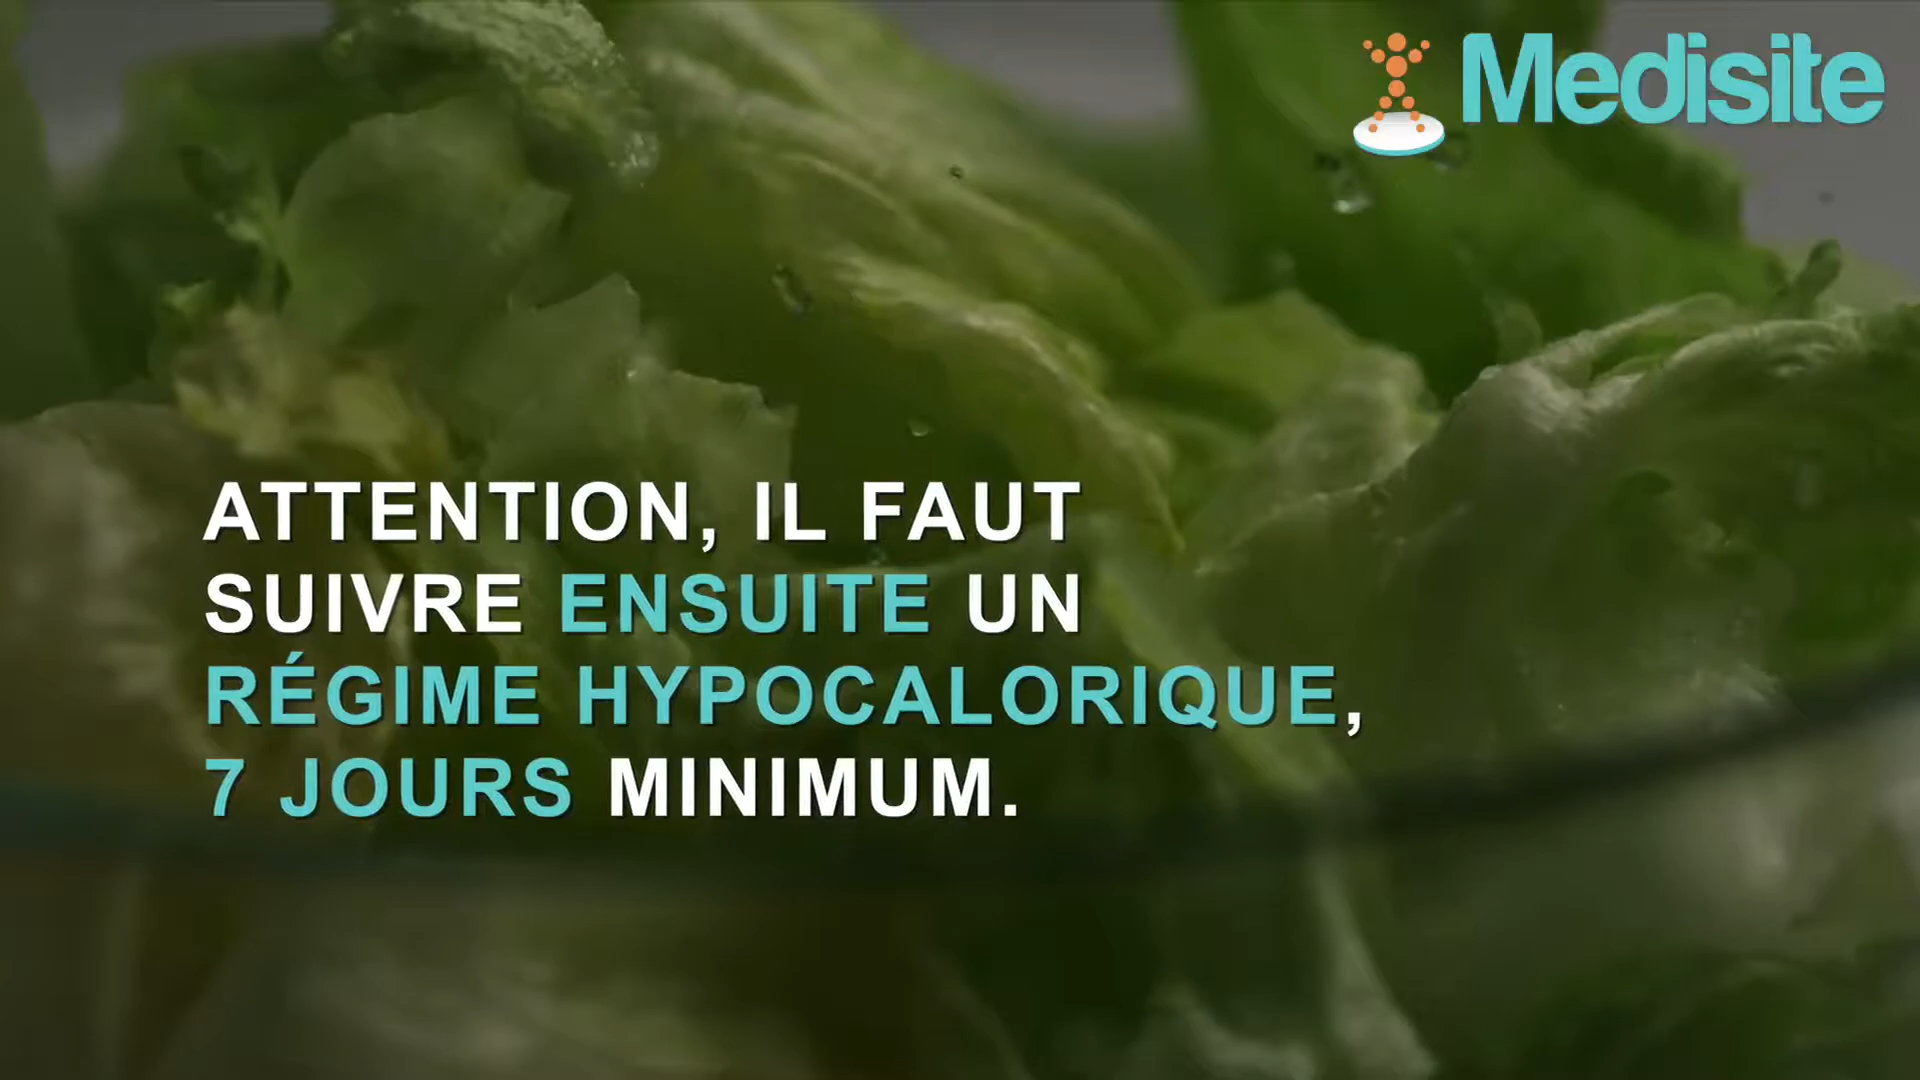 Medisite
ATTENTION, IL FAUT
SUIVRE ENSUITE UN
RÉGIME HYPOCALORIQUE,
7 JOURS MINIMUM.